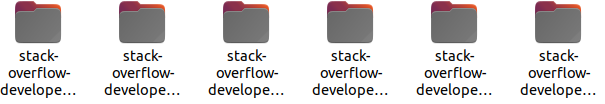 stack- stack- stack- stack- stack- stack-
overflow- overflow- overflow- overflow- overflow- overflow-
develope... develope... develope... develope... develope... develope...